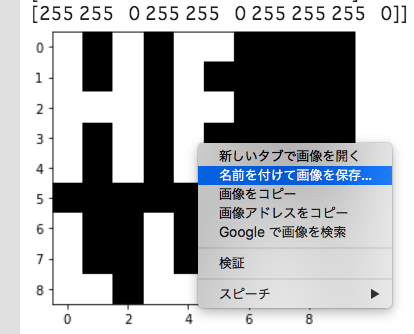 [255 255 0 255 255 0 255 255 255 0]]
0
1
2
3
4
5
6
7
8
0 2 4 6 8
新しいタブで画像を開く
名前を付けて画像を保存...
画像をコピー
画像アドレスをコピー
Google で画像を検索
検証
スピーチ